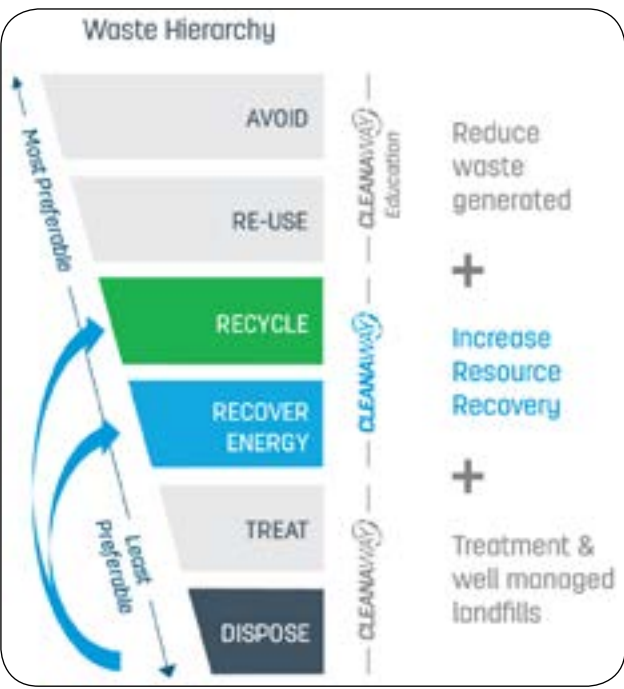 Waste Hierarchy
Most Preferable
Least
Preferable
AVOID
RE-USE
RECYCLE
RECOVER
ENERGY
TREAT
DISPOSE
CLEANAWAY
Education
CLEANAWAY
CLEANAWAY
Reduce
waste
generated
+
Increase
Resource
Recovery
+
Treatment &
well managed
landfills